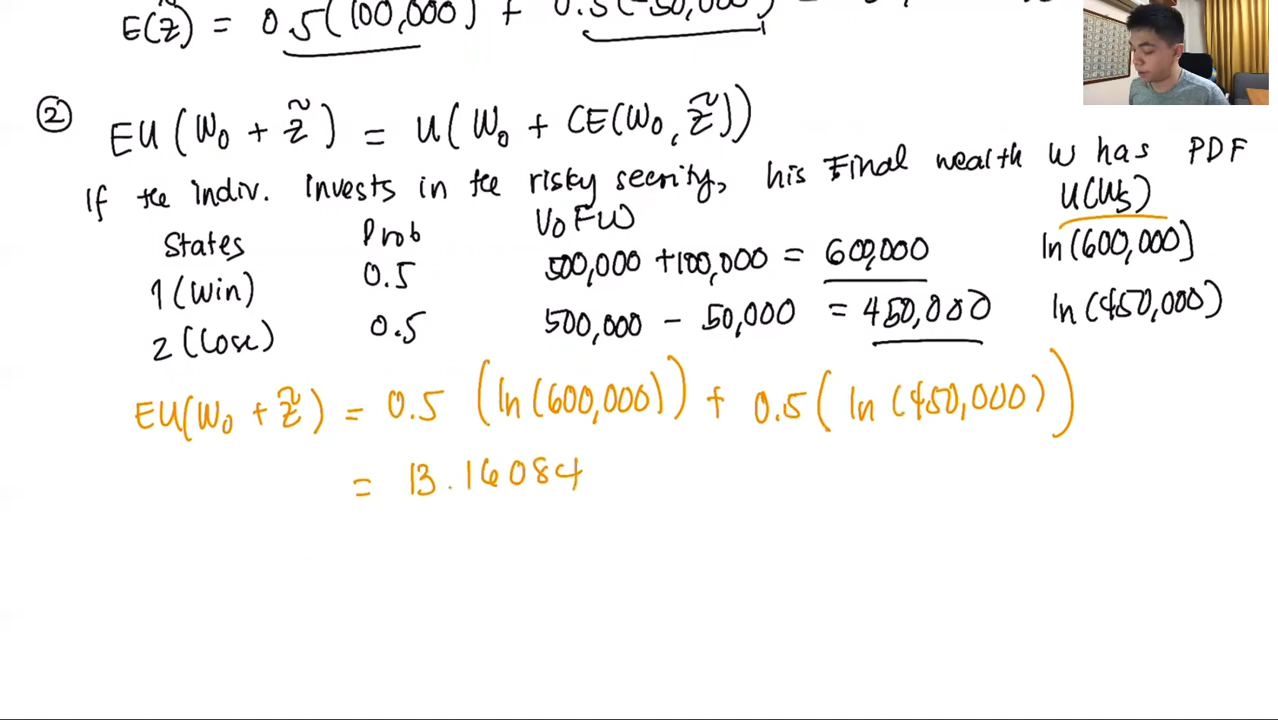 E(z̃) = 0.5(100,000) + 0.5(-50,000) =
② EU(W₀ + z̃) = U(W₀ + CE(W₀, z̃))
If the indiv. invests in the risky security, his Final wealth W has PDF
States Prob VoFW U(Ws)
1 (Win) 0.5 500,000 +100,000 = 600,000 ln(600,000)
2 (Lose) 0.5 500,000 - 50,000 = 450,000 ln(450,000)
EU(W₀ + z̃) = 0.5 (ln(600,000)) + 0.5(ln(450,000))
= 13.16084